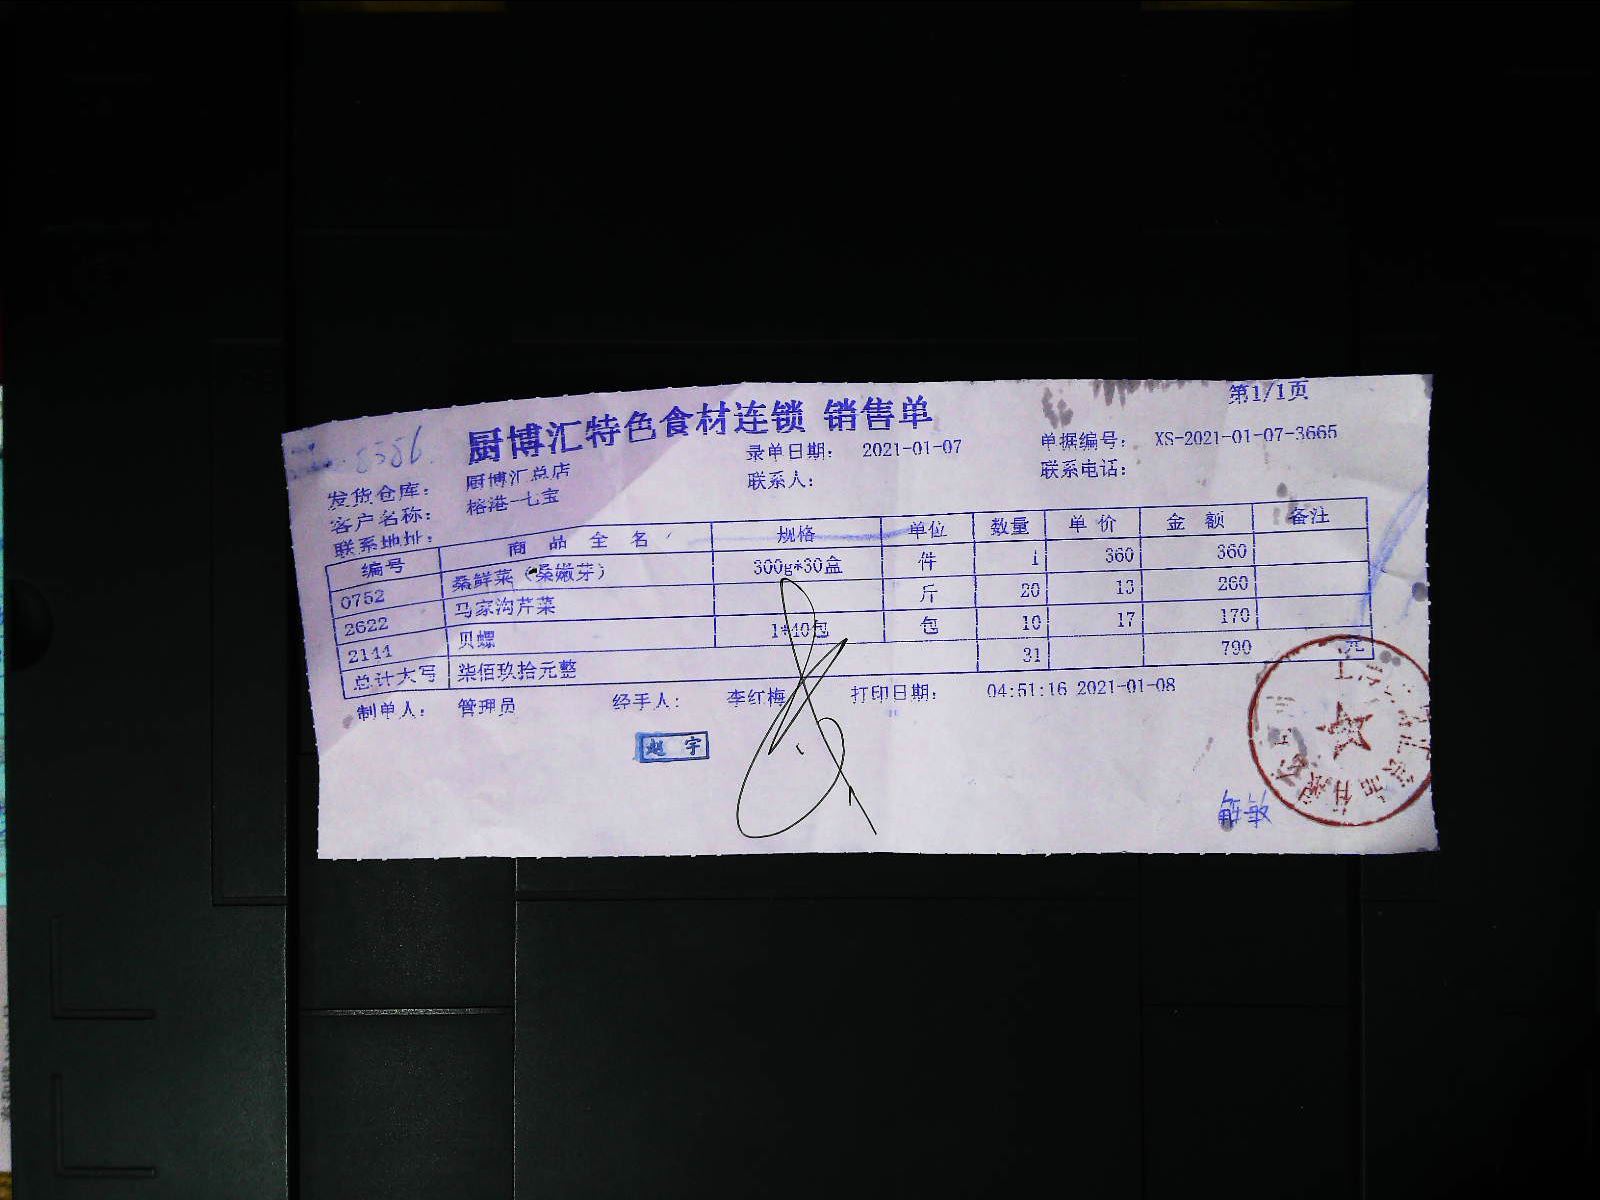 第1/1页
8586
厨博汇特色食材连锁 销售单
发货仓库： 厨博汇总店 录单日期： 2021-01-07 单据编号： XS-2021-01-07-3665
客户名称： 榕港-七宝 联系人： 联系电话：
联系地址：
编号 商品全名 规格 单位 数量 单价 金额 备注
0752 桑鲜菜（桑嫩芽） 300g*30盒 件 1 360 360
2622 马家沟芹菜 斤 20 13 260
2144 贝螺 1*40包 包 10 17 170
总计大写 柒佰玖拾元整 31 790 元
制单人： 管理员 经手人： 李红梅 打印日期： 04:51:16 2021-01-08
赵宇
解敏